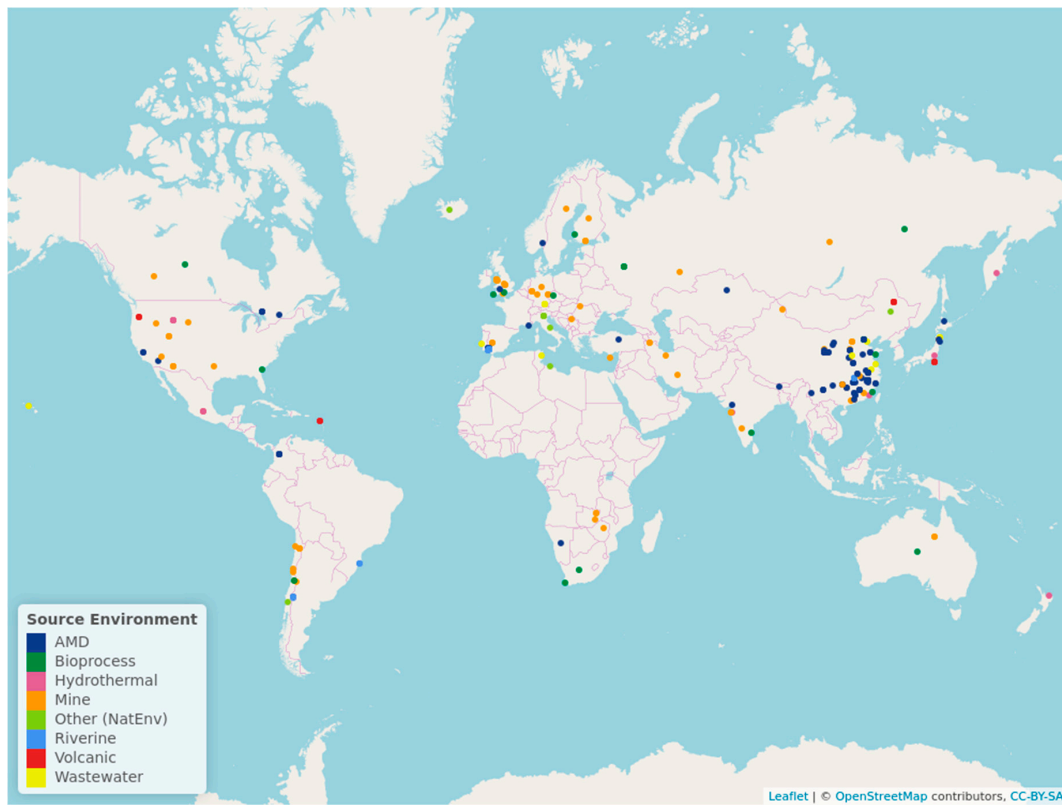 Source Environment
AMD
Bioprocess
Hydrothermal
Mine
Other (NatEnv)
Riverine
Volcanic
Wastewater
Leaflet | © OpenStreetMap contributors, CC-BY-SA